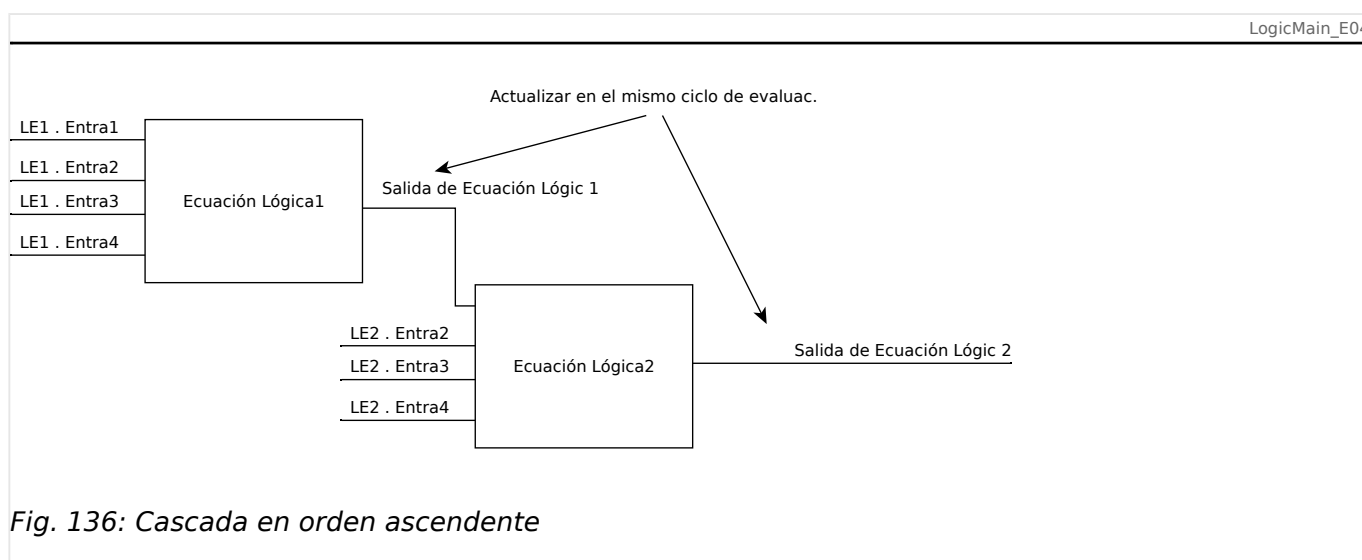 LogicMain_E04
Actualizar en el mismo ciclo de evaluac.
LE1 . Entra1
LE1 . Entra2
LE1 . Entra3
LE1 . Entra4
Ecuación Lógica1
Salida de Ecuación Lógic 1
LE2 . Entra2
LE2 . Entra3
LE2 . Entra4
Ecuación Lógica2
Salida de Ecuación Lógic 2
Fig. 136: Cascada en orden ascendente